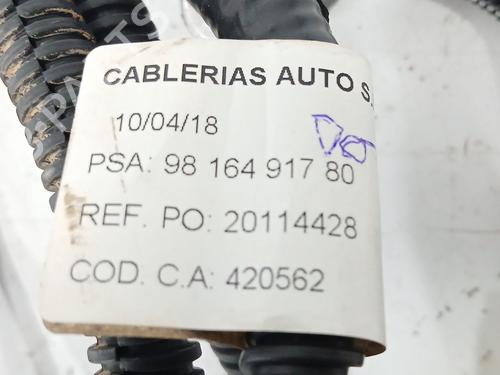 CABLERIAS AUTO S.
10/04/18
PSA: 98 164 917 80
REF. PO: 20114428
COD. C.A: 420562